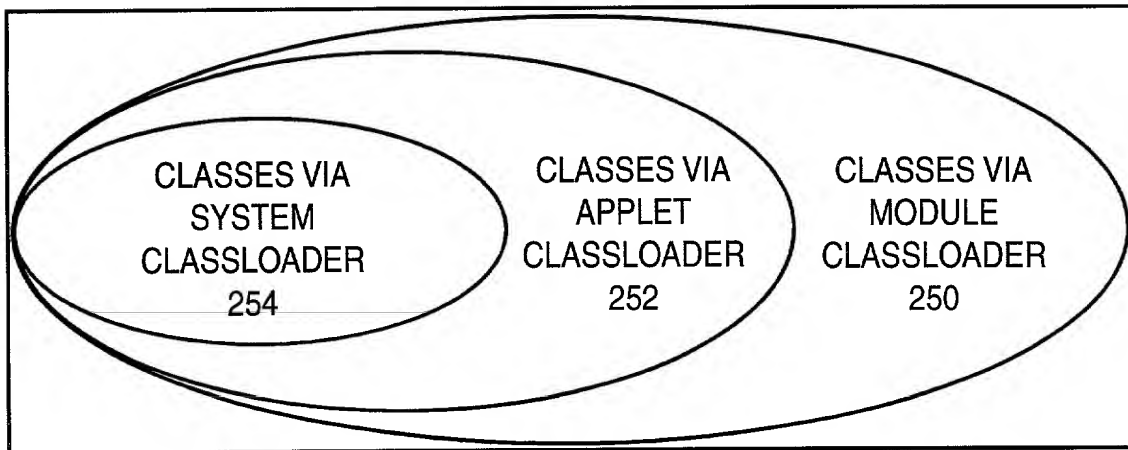 CLASSES VIA
SYSTEM
CLASSLOADER
254
CLASSES VIA
APPLET
CLASSLOADER
252
CLASSES VIA
MODULE
CLASSLOADER
250